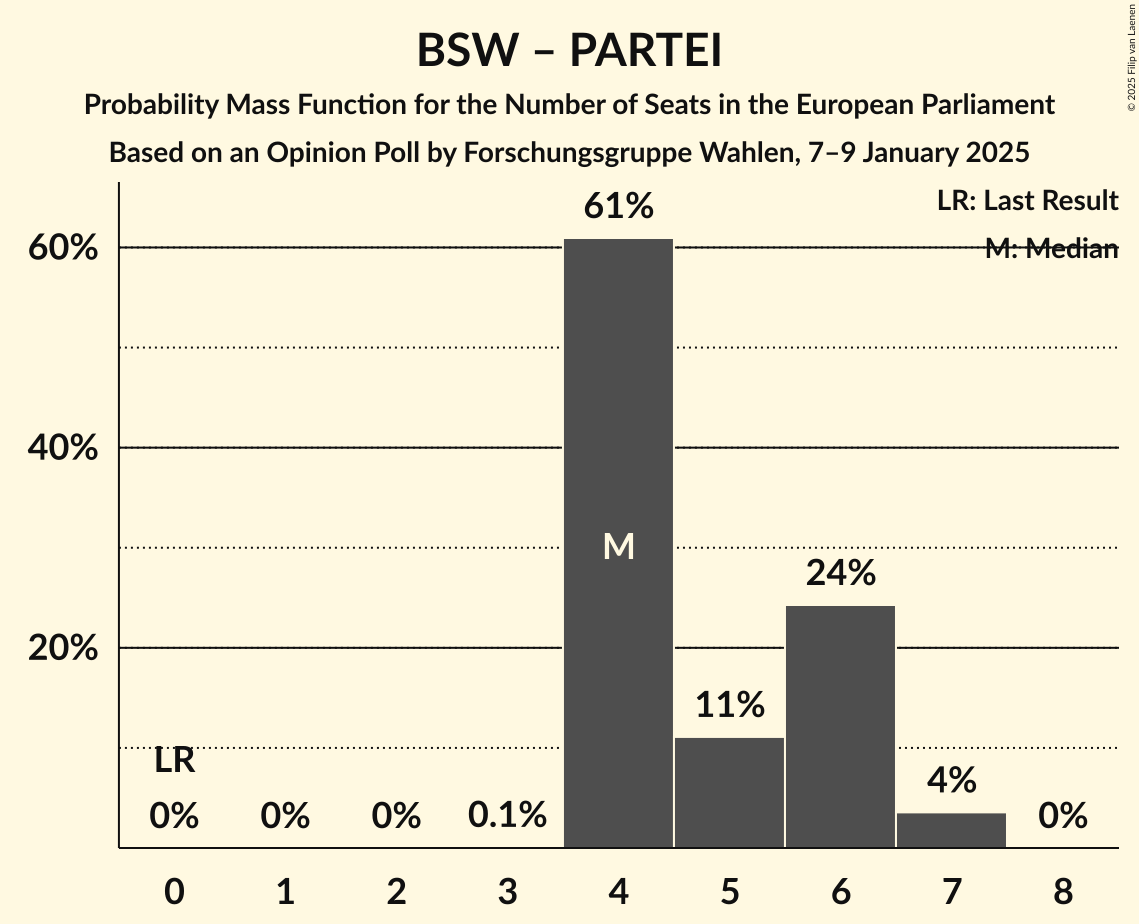 BSW – PARTEI
Probability Mass Function for the Number of Seats in the European Parliament
Based on an Opinion Poll by Forschungsgruppe Wahlen, 7–9 January 2025
© 2025 Filip van Laenen
LR: Last Result
M: Median
61%
60%
40%
M
24%
20%
11%
LR
4%
0% 0% 0% 0.1% 0%
0 1 2 3 4 5 6 7 8